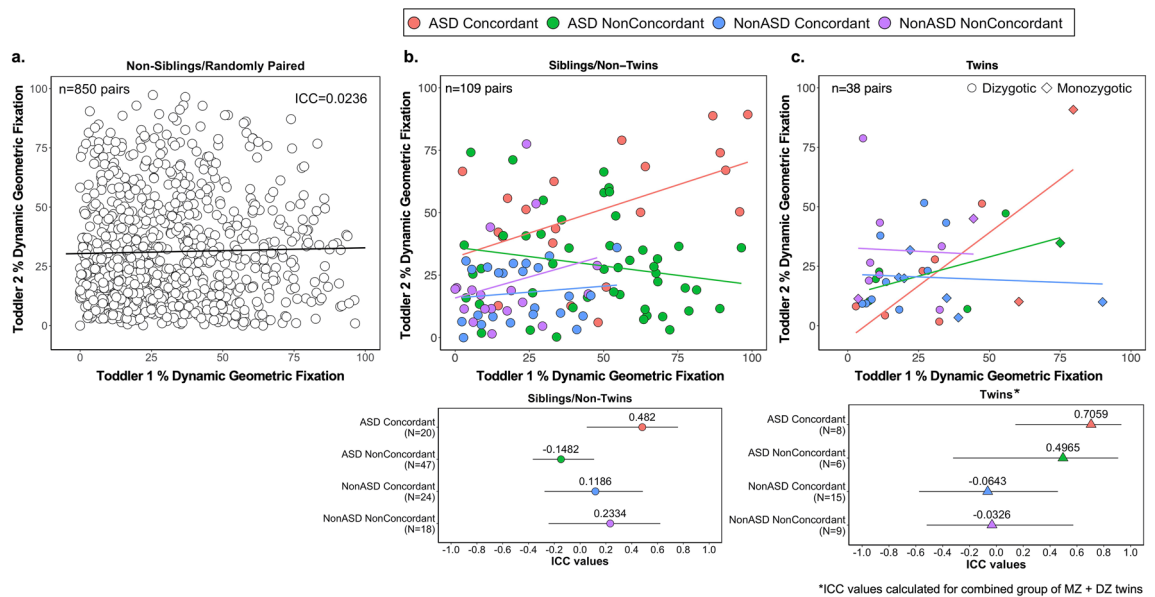 ASD Concordant ASD NonConcordant NonASD Concordant NonASD NonConcordant
a.
Non-Siblings/Randomly Paired
n=850 pairs
ICC=0.0236
Toddler 2 % Dynamic Geometric Fixation
100
75
50
25
0
0 25 50 75 100
Toddler 1 % Dynamic Geometric Fixation
b.
Siblings/Non–Twins
n=109 pairs
Toddler 2 % Dynamic Geometric Fixation
100
75
50
25
0
0 25 50 75 100
Toddler 1 % Dynamic Geometric Fixation
c.
Twins
n=38 pairs
Dizygotic Monozygotic
Toddler 2 % Dynamic Geometric Fixation
100
75
50
25
0
0 25 50 75 100
Toddler 1 % Dynamic Geometric Fixation
Siblings/Non-Twins
ASD Concordant
(N=20)
0.482
ASD NonConcordant
(N=47)
-0.1482
NonASD Concordant
(N=24)
0.1186
NonASD NonConcordant
(N=18)
0.2334
-1.0 -0.8 -0.6 -0.4 -0.2 0.0 0.2 0.4 0.6 0.8 1.0
ICC values
Twins*
ASD Concordant
(N=8)
0.7059
ASD NonConcordant
(N=6)
0.4965
NonASD Concordant
(N=15)
-0.0643
NonASD NonConcordant
(N=9)
-0.0326
-1.0 -0.8 -0.6 -0.4 -0.2 0.0 0.2 0.4 0.6 0.8 1.0
ICC values
*ICC values calculated for combined group of MZ + DZ twins